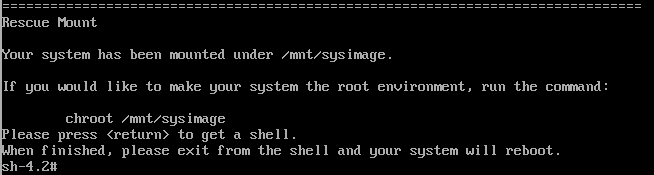 ================================================================================
Rescue Mount
Your system has been mounted under /mnt/sysimage.
If you would like to make your system the root environment, run the command:
chroot /mnt/sysimage
Please press <return> to get a shell.
When finished, please exit from the shell and your system will reboot.
sh-4.2#